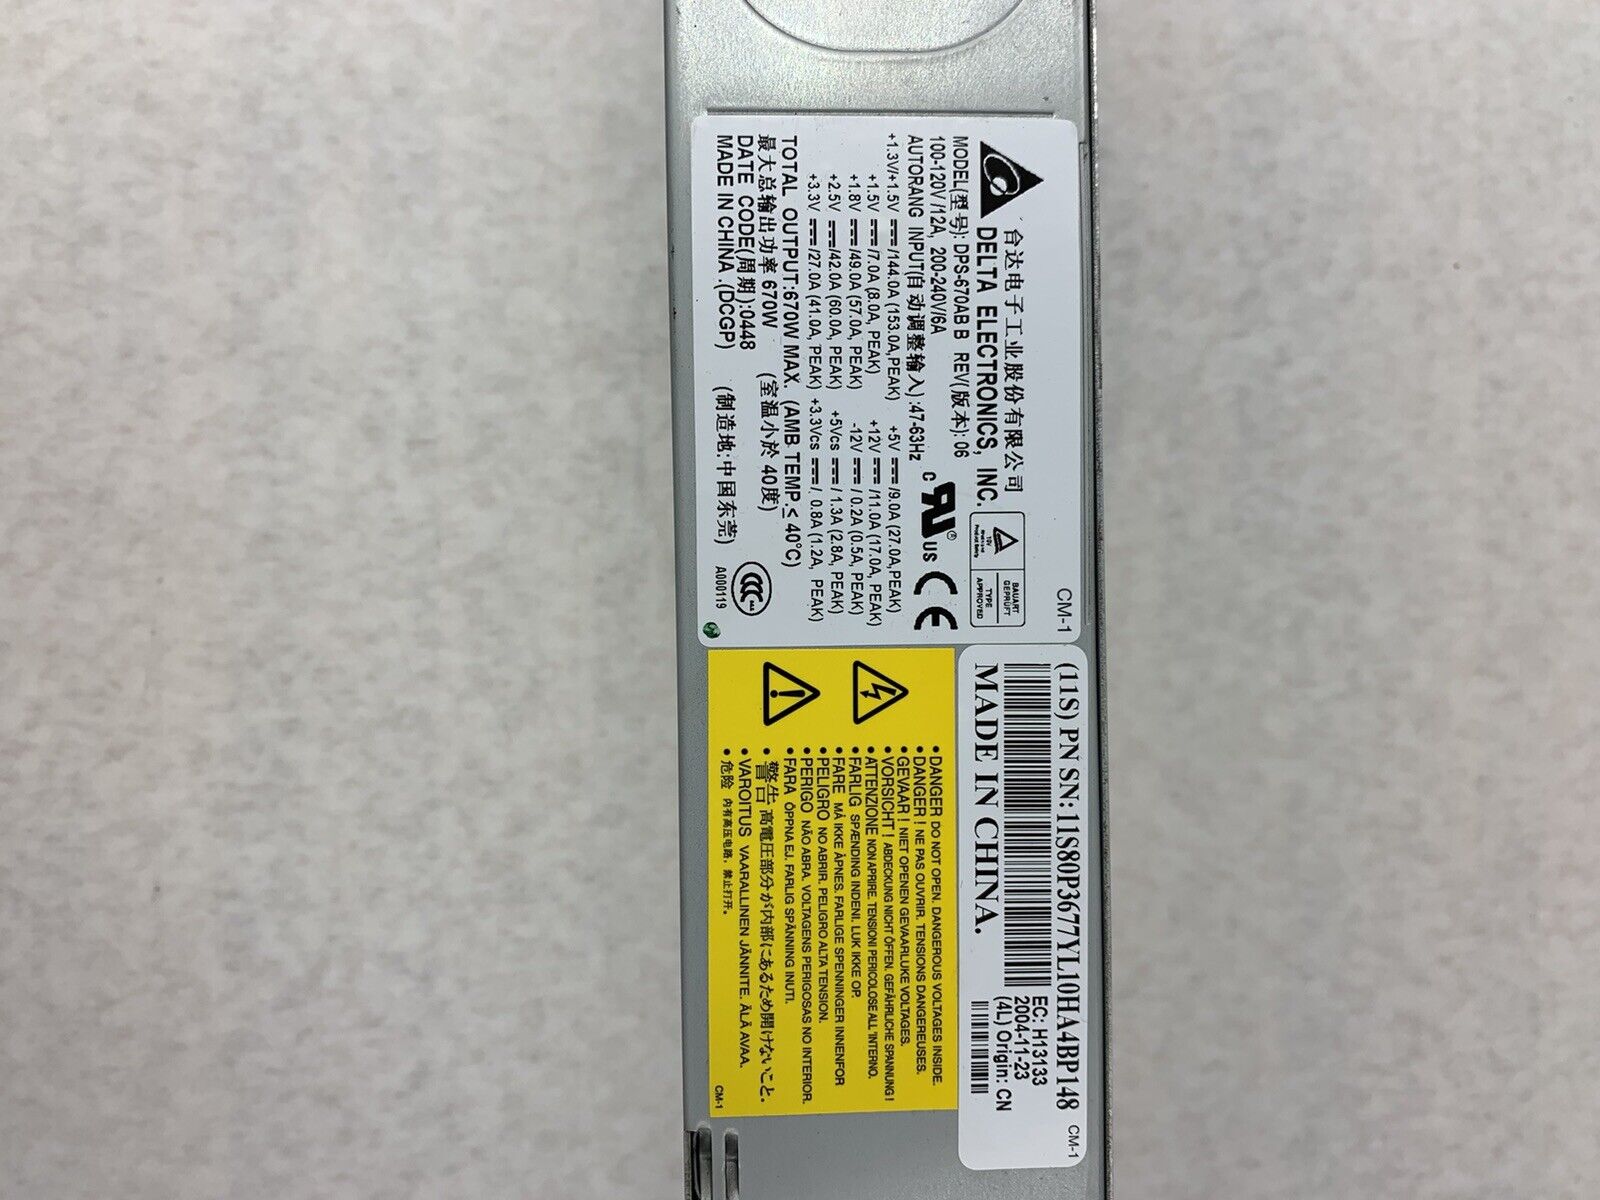 台达电子工业股份有限公司
DELTA ELECTRONICS, INC.
MODEL(型号): DPS-670AB B REV(版本): 06
100-120V/12A, 200-240V/6A
AUTORANG INPUT(自动调整输入):47-63Hz
+1.3V/+1.5V ⎓/144.0A (153.0A,PEAK) +5V ⎓/9.0A (27.0A,PEAK)
+1.5V ⎓/7.0A (8.0A, PEAK) +12V ⎓/11.0A (17.0A, PEAK)
+1.8V ⎓/49.0A (57.0A, PEAK) -12V ⎓/ 0.2A (0.5A, PEAK)
+2.5V ⎓/42.0A (60.0A, PEAK) +5Vcs ⎓/ 1.3A (2.8A, PEAK)
+3.3V ⎓/27.0A (41.0A, PEAK) +3.3Vcs ⎓/ 0.8A (1.2A, PEAK)
TOTAL OUTPUT:670W MAX. (AMB TEMP.≤ 40°C)
最大总输出功率 670W (室温小於 40度)
DATE CODE(周期):0448
MADE IN CHINA .(DCGP) (制造地:中国东莞)
CM-1
BAUART
GEPRÜFT
TYPE
APPROVED
c UR® US CE
CCC
A000119
(11S) PN SN: 11S80P3677YL10HA4BP148
EC: H13133
2004-11-23
(4L) Origin: CN
MADE IN CHINA.
CM-1
• DANGER DO NOT OPEN. DANGEROUS VOLTAGES INSIDE.
• DANGER ! NE PAS OUVRIR. TENSIONS DANGEREUSES.
• GEVAAR ! NIET OPENEN GEVAARLIJKE VOLTAGES.
• VORSICHT ! ABDECKUNG NICHT ÖFFEN. GEFÄHRLICHE SPANNUNG !
• ATTENZIONE NON APRIRE. TENSIONI PERICOLOSE ALL 'INTERNO.
• FARLIG SPÆNDING INDENI. LUK IKKE OP.
• FARE MÅ IKKE ÅPNES. FARLIGE SPENNINGER INNENFOR
• PELIGRO NO ABRIR. PELIGRO ALTA TENSION.
• PERIGO NÃO ABRA. VOLTAGENS PERIGOSAS NO INTERIOR.
• FARA ÖPPNA EJ. FARLIG SPÄNNING INUTI.
• 警告 高電圧部分が内部にあるため開けないこと.
• VAROITUS VAARALLINEN JÄNNITE. ÄLÄ AVAA.
• 危险 内有高压电路, 禁止打开.
CM-1